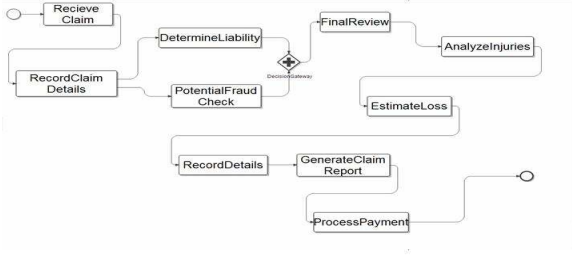 Recieve
Claim
RecordClaim
Details
DetermineLiability
PotentialFraud
Check
DecisionGateway
FinalReview
AnalyzeInjuries
EstimateLoss
RecordDetails
GenerateClaim
Report
ProcessPayment